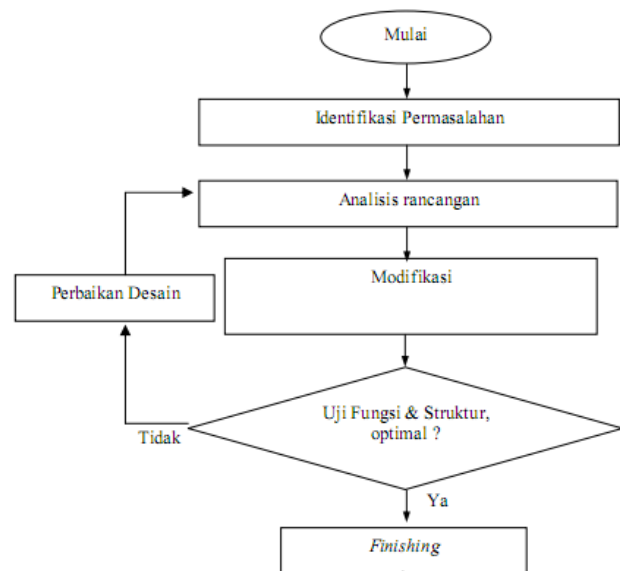 Mulai
Identifikasi Permasalahan
Analisis rancangan
Perbaikan Desain
Modifikasi
Uji Fungsi & Struktur,
optimal ?
Tidak
Ya
Finishing